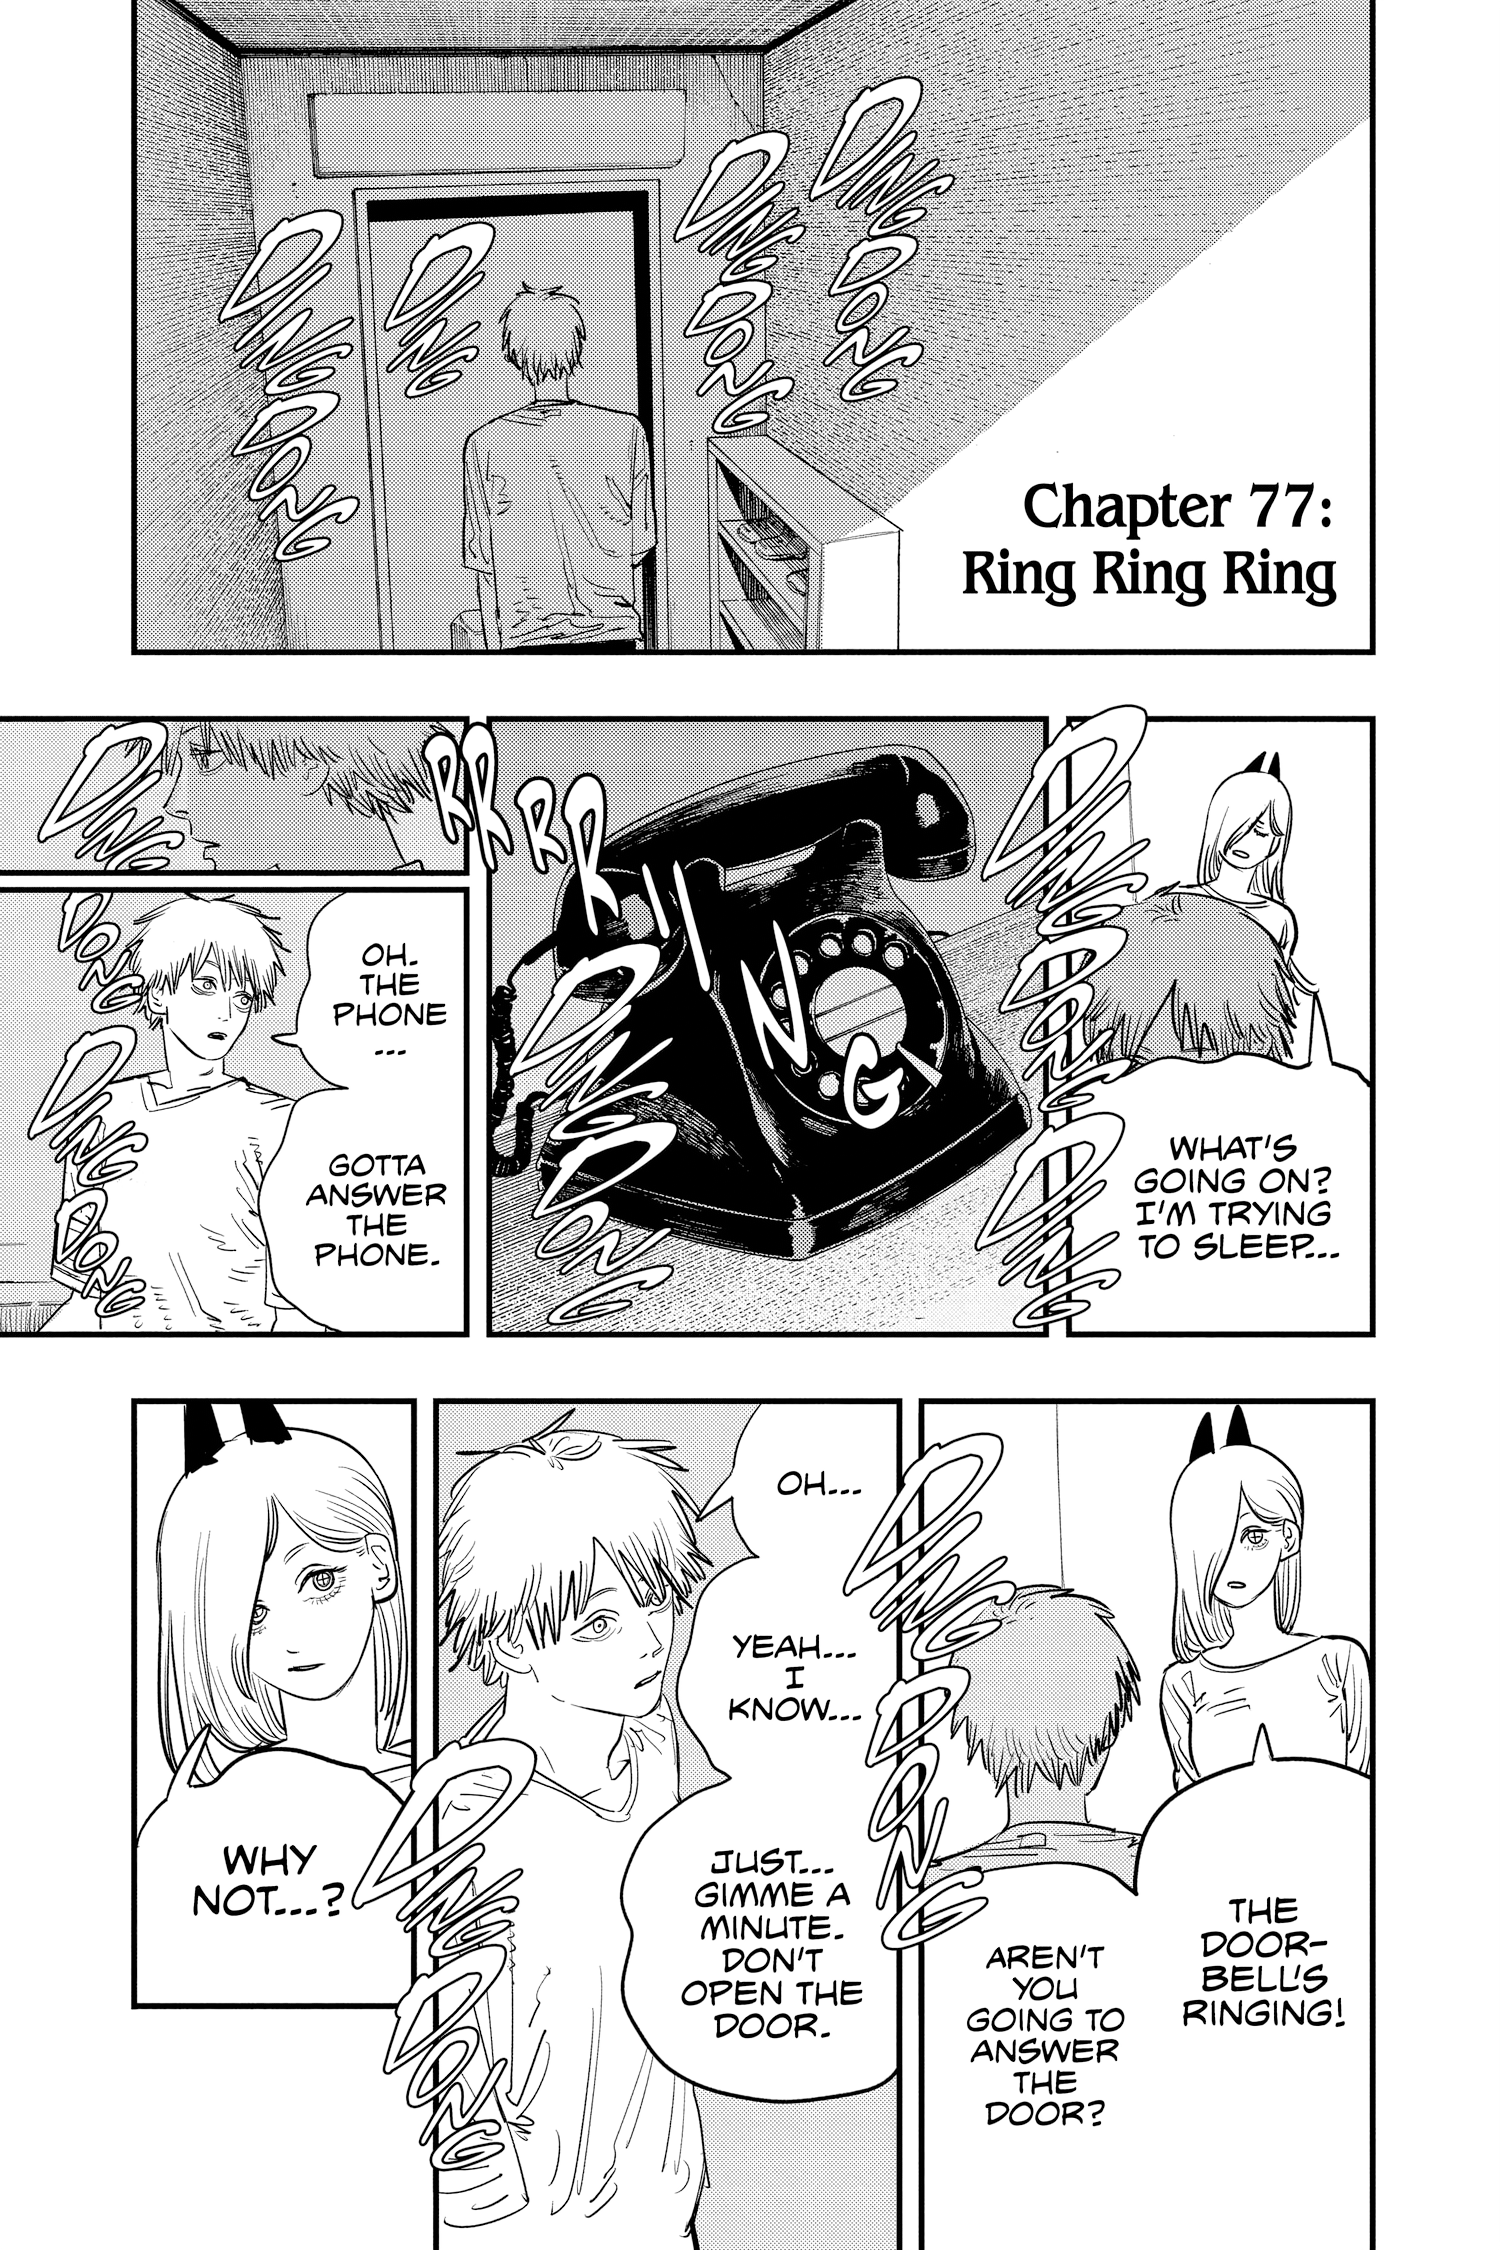 DING DONG
DING DONG
DING
DING DONG
Chapter 77:
Ring Ring Ring
DING DONG
DING
WHAT'S
GOING ON?
I'M TRYING
TO SLEEP...
RRRRRIING
DING DONG
DING DONG
DING DONG
OH.
THE
PHONE
...
GOTTA
ANSWER
THE
PHONE.
DING DONG
THE
DOOR-
BELL'S
RINGING!
AREN'T
YOU
GOING TO
ANSWER
THE
DOOR?
DING DONG
OH...
YEAH...
I
KNOW...
JUST...
GIMME A
MINUTE.
DON'T
OPEN THE
DOOR.
DING DONG
WHY
NOT...?